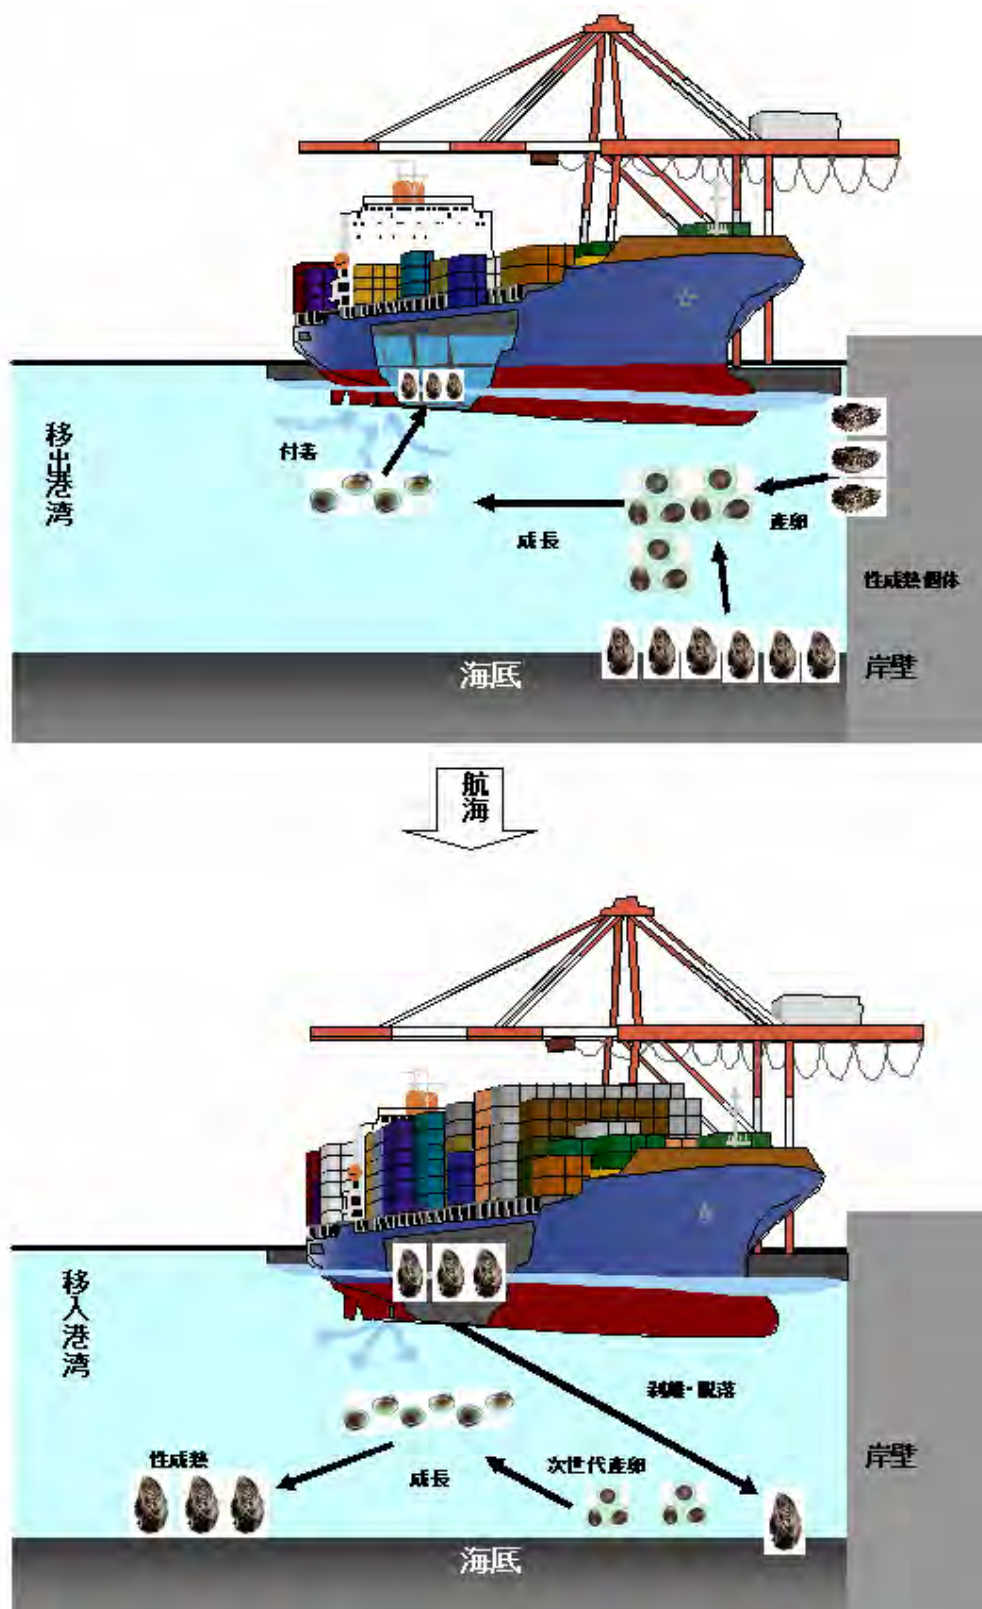 移出港湾
付着
成長
産卵
性成熟個体
海底
岸壁
航海
移入港湾
剥離・脱落
性成熟
成長
次世代産卵
岸壁
海底